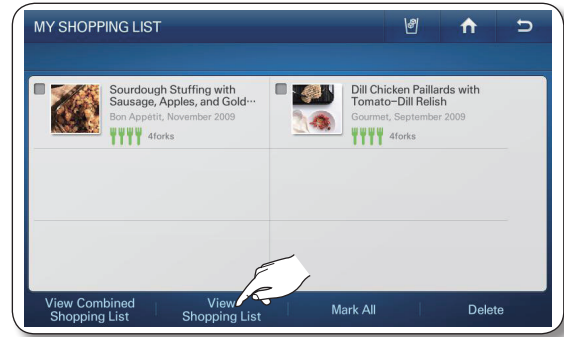 MY SHOPPING LIST
Sourdough Stuffing with
Sausage, Apples, and Gold···
Bon Appétit, November 2009
4forks
Dill Chicken Paillards with
Tomato-Dill Relish
Gourmet, September 2009
4forks
View Combined
Shopping List
View
Shopping List
Mark All
Delete